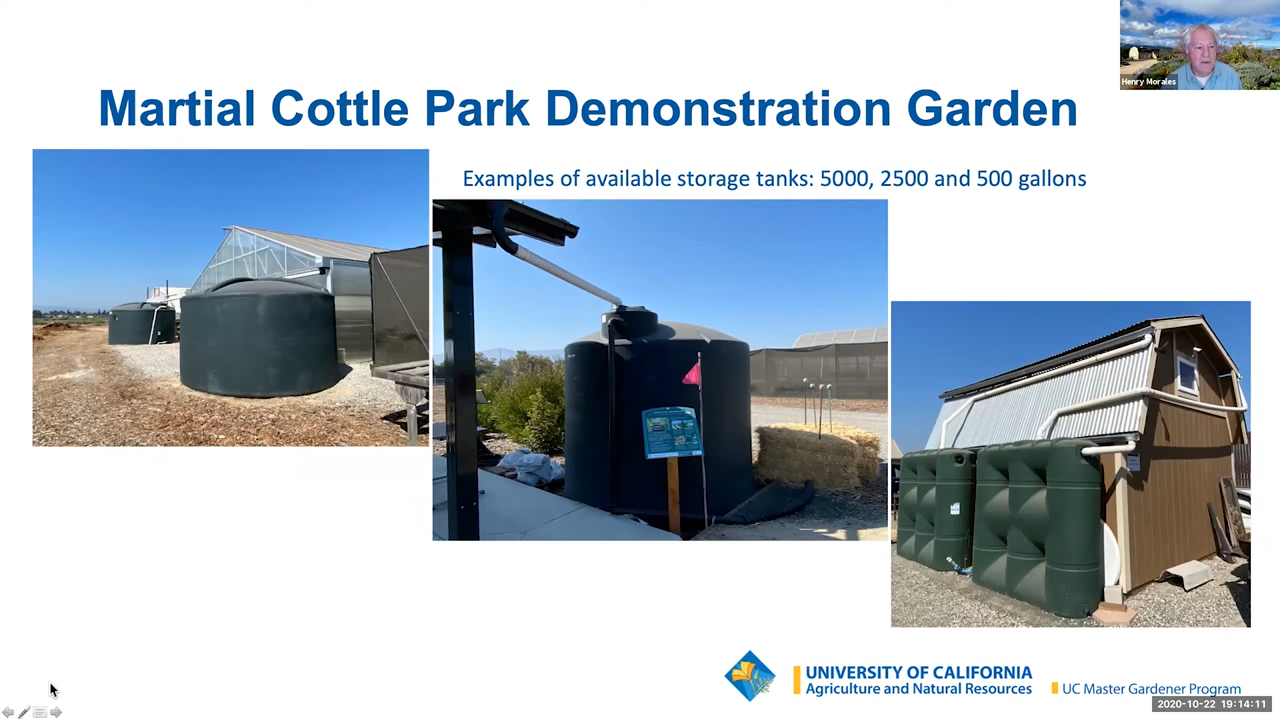 Henry Morales
Martial Cottle Park Demonstration Garden
Examples of available storage tanks: 5000, 2500 and 500 gallons
UNIVERSITY OF CALIFORNIA
Agriculture and Natural Resources
UC Master Gardener Program
2020-10-22 19:14:11